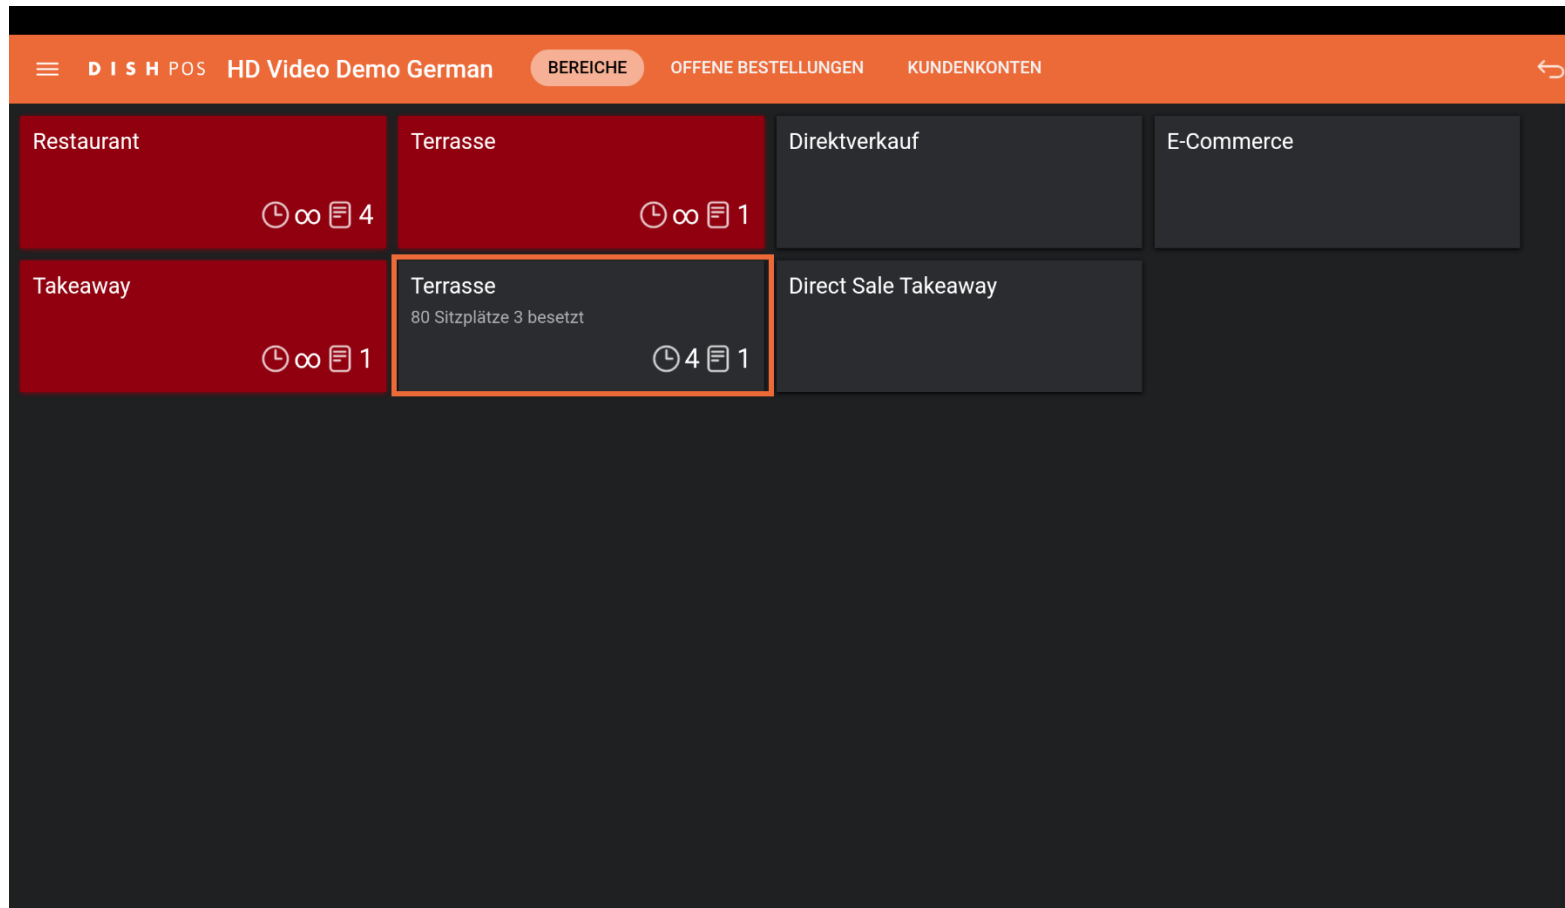 DISH POS HD Video Demo German BEREICHE OFFENE BESTELLUNGEN KUNDENKONTEN
Restaurant
∞ 4
Terrasse
∞ 1
Direktverkauf
E-Commerce
Takeaway
∞ 1
Terrasse
80 Sitzplätze 3 besetzt
4 1
Direct Sale Takeaway